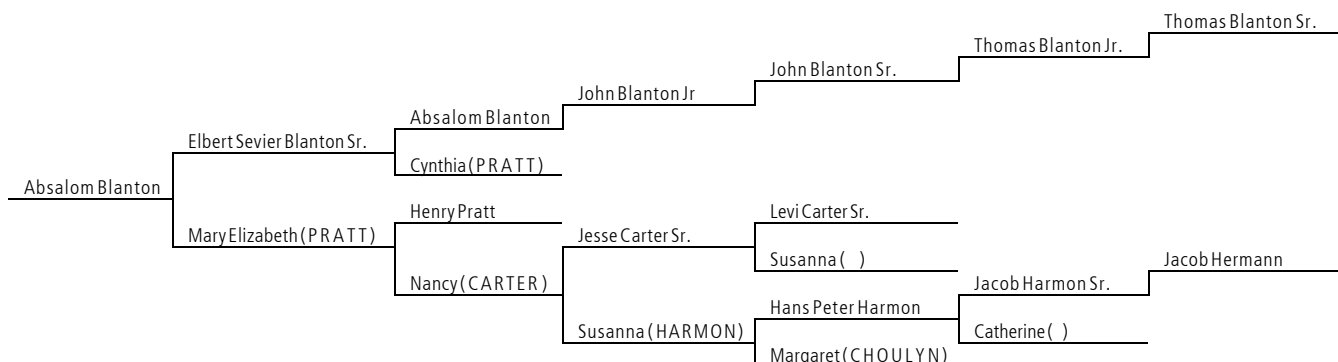 Thomas Blanton Sr.
Thomas Blanton Jr.
John Blanton Sr.
John Blanton Jr
Absalom Blanton
Elbert Sevier Blanton Sr.
Cynthia (PRATT)
Absalom Blanton
Henry Pratt
Levi Carter Sr.
Mary Elizabeth (PRATT)
Jesse Carter Sr.
Susanna ( )
Jacob Hermann
Nancy (CARTER)
Jacob Harmon Sr.
Hans Peter Harmon
Susanna (HARMON)
Catherine ( )
Margaret (CHOULYN)